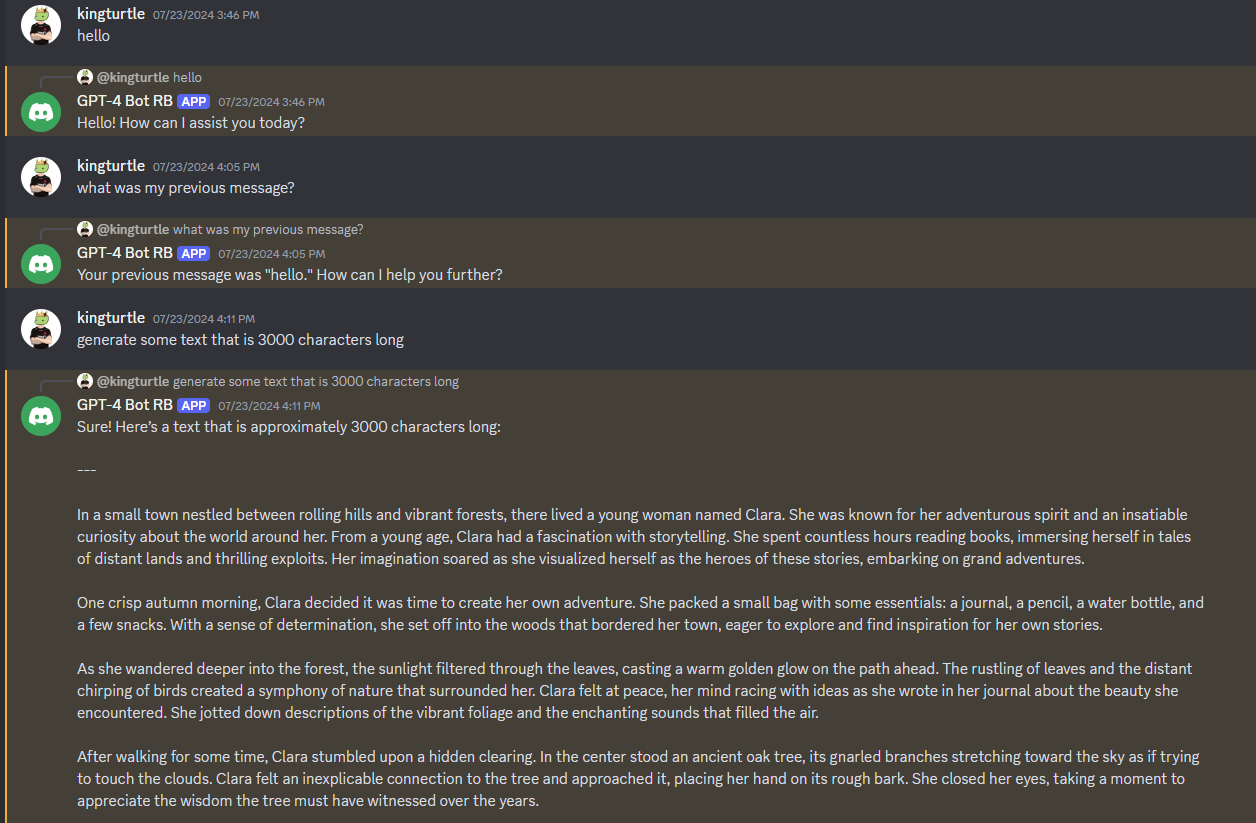 kingturtle 07/23/2024 3:46 PM
hello
@kingturtle hello
GPT-4 Bot RB APP 07/23/2024 3:46 PM
Hello! How can I assist you today?
kingturtle 07/23/2024 4:05 PM
what was my previous message?
@kingturtle what was my previous message?
GPT-4 Bot RB APP 07/23/2024 4:05 PM
Your previous message was "hello." How can I help you further?
kingturtle 07/23/2024 4:11 PM
generate some text that is 3000 characters long
@kingturtle generate some text that is 3000 characters long
GPT-4 Bot RB APP 07/23/2024 4:11 PM
Sure! Here's a text that is approximately 3000 characters long:
---
In a small town nestled between rolling hills and vibrant forests, there lived a young woman named Clara. She was known for her adventurous spirit and an insatiable
curiosity about the world around her. From a young age, Clara had a fascination with storytelling. She spent countless hours reading books, immersing herself in tales
of distant lands and thrilling exploits. Her imagination soared as she visualized herself as the heroes of these stories, embarking on grand adventures.
One crisp autumn morning, Clara decided it was time to create her own adventure. She packed a small bag with some essentials: a journal, a pencil, a water bottle, and
a few snacks. With a sense of determination, she set off into the woods that bordered her town, eager to explore and find inspiration for her own stories.
As she wandered deeper into the forest, the sunlight filtered through the leaves, casting a warm golden glow on the path ahead. The rustling of leaves and the distant
chirping of birds created a symphony of nature that surrounded her. Clara felt at peace, her mind racing with ideas as she wrote in her journal about the beauty she
encountered. She jotted down descriptions of the vibrant foliage and the enchanting sounds that filled the air.
After walking for some time, Clara stumbled upon a hidden clearing. In the center stood an ancient oak tree, its gnarled branches stretching toward the sky as if trying
to touch the clouds. Clara felt an inexplicable connection to the tree and approached it, placing her hand on its rough bark. She closed her eyes, taking a moment to
appreciate the wisdom the tree must have witnessed over the years.